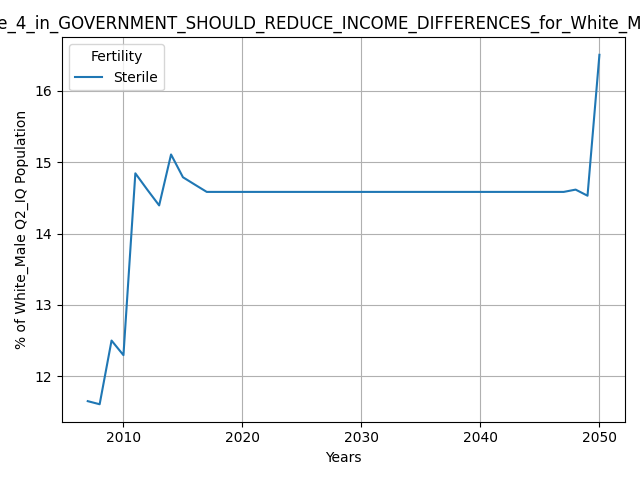 e_4_in_GOVERNMENT_SHOULD_REDUCE_INCOME_DIFFERENCES_for_White_M
Fertility
Sterile
% of White_Male Q2_IQ Population
16
15
14
13
12
2010 2020 2030 2040 2050
Years